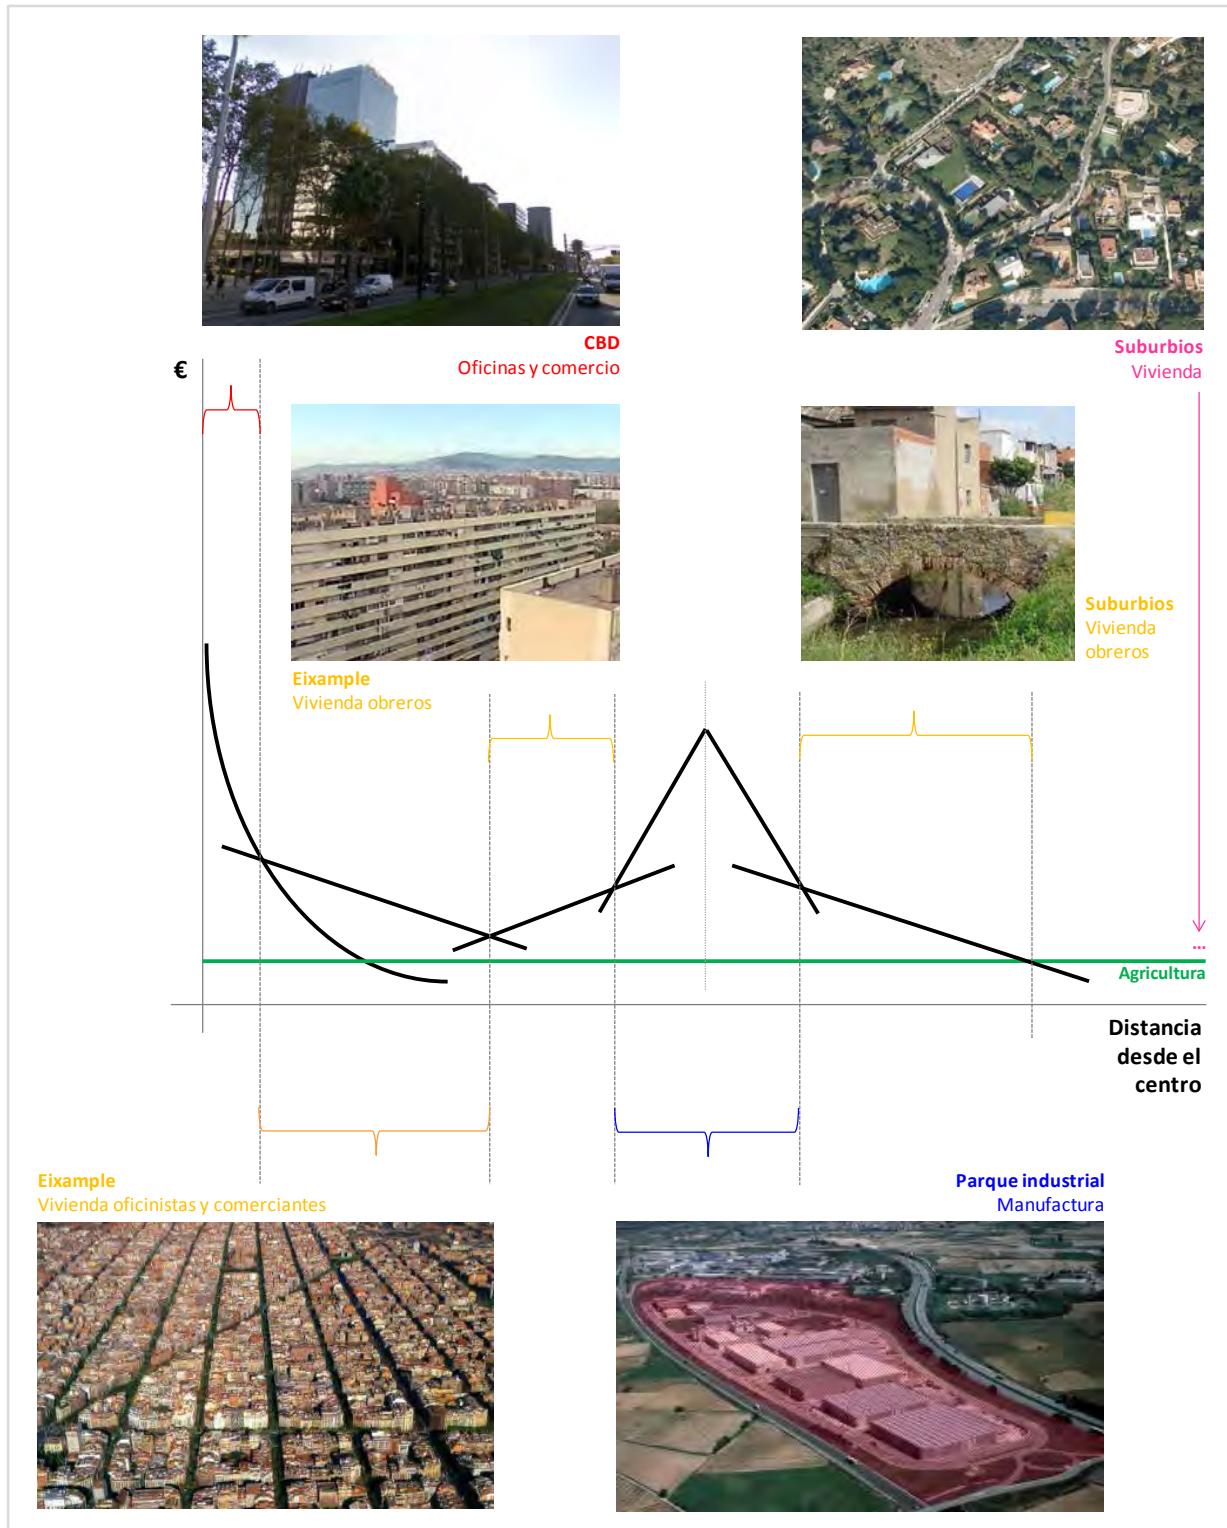 CBD
Oficinas y comercio
Suburbios
Vivienda
€
Suburbios
Vivienda
obreros
Eixample
Vivienda obreros
...
Agricultura
Distancia
desde el
centro
Eixample
Vivienda oficinistas y comerciantes
Parque industrial
Manufactura